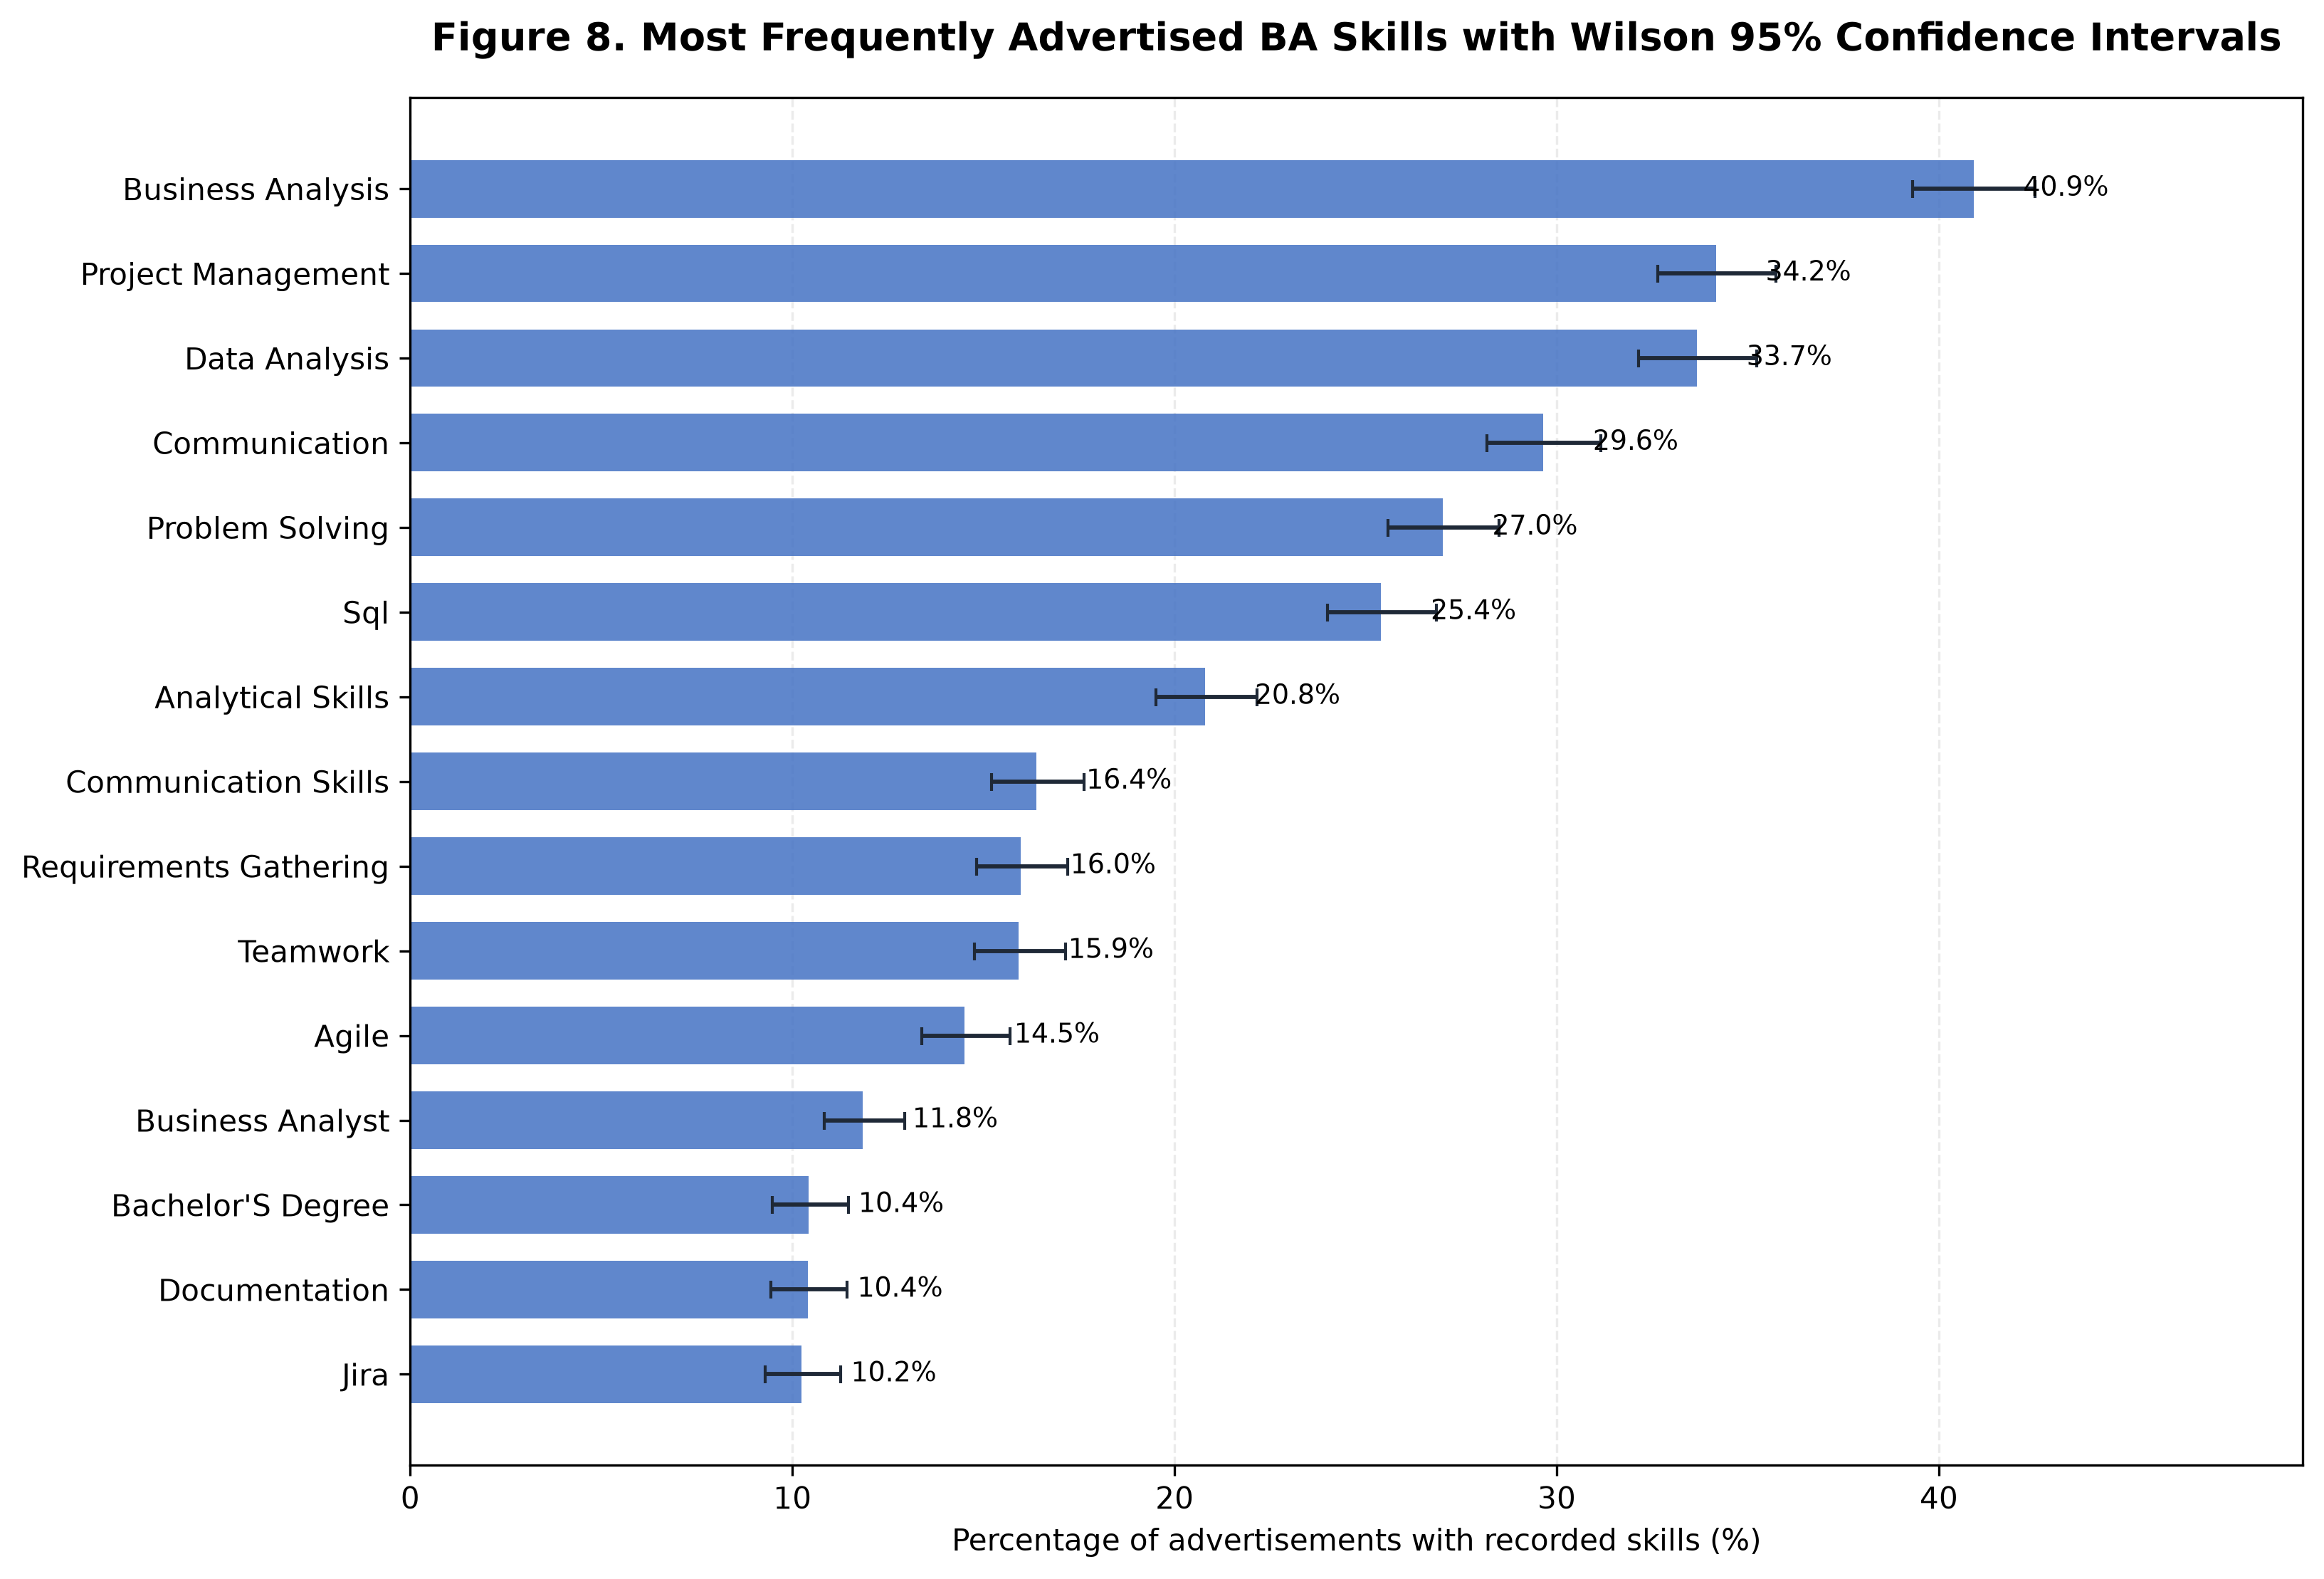 Figure 8. Most Frequently Advertised BA Skills with Wilson 95% Confidence Intervals
Business Analysis 40.9%
Project Management 34.2%
Data Analysis 33.7%
Communication 29.6%
Problem Solving 27.0%
Sql 25.4%
Analytical Skills 20.8%
Communication Skills 16.4%
Requirements Gathering 16.0%
Teamwork 15.9%
Agile 14.5%
Business Analyst 11.8%
Bachelor'S Degree 10.4%
Documentation 10.4%
Jira 10.2%
0 10 20 30 40
Percentage of advertisements with recorded skills (%)